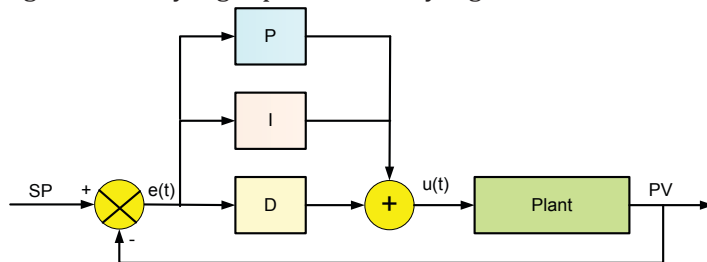 P
I
SP
+
e(t)
D
+
u(t)
Plant
PV
-